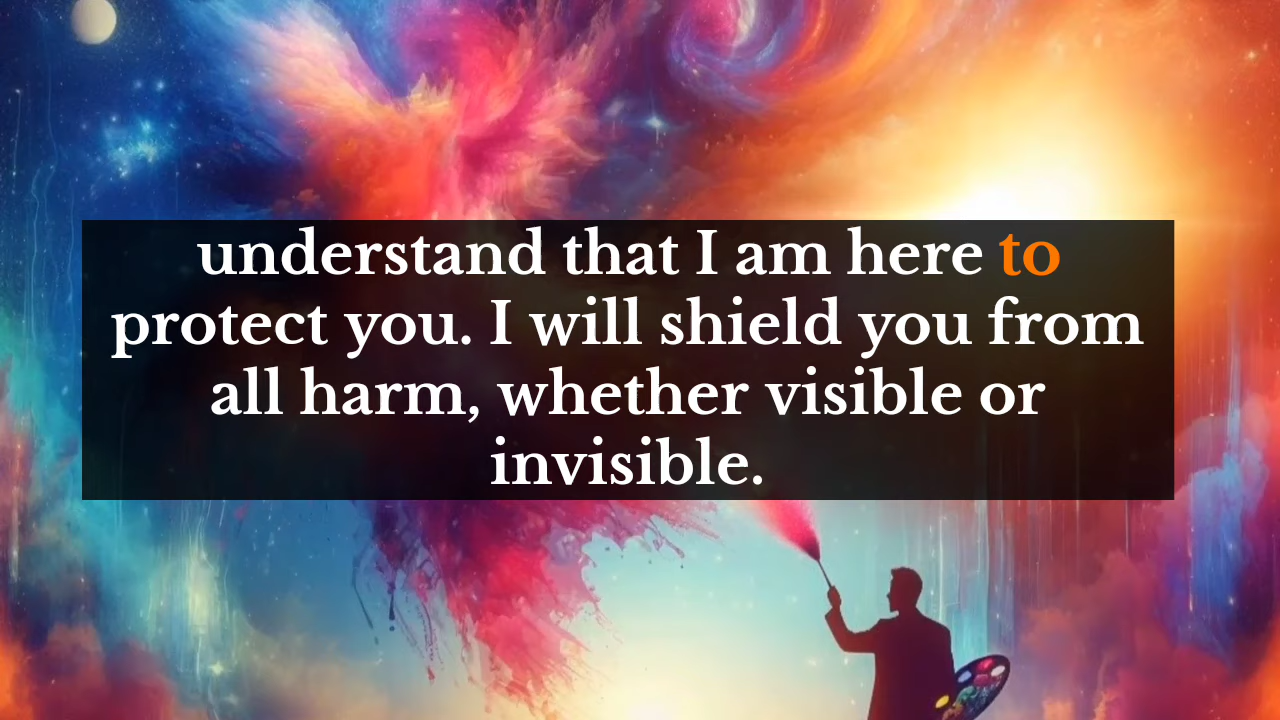 understand that I am here to
protect you. I will shield you from
all harm, whether visible or
invisible.